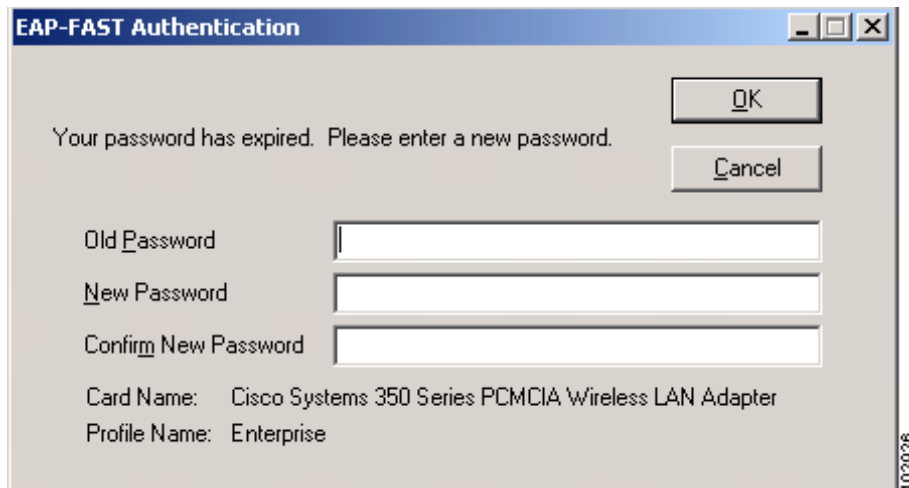 EAP-FAST Authentication
OK
Your password has expired. Please enter a new password.
Cancel
Old Password
New Password
Confirm New Password
Card Name: Cisco Systems 350 Series PCMCIA Wireless LAN Adapter
Profile Name: Enterprise